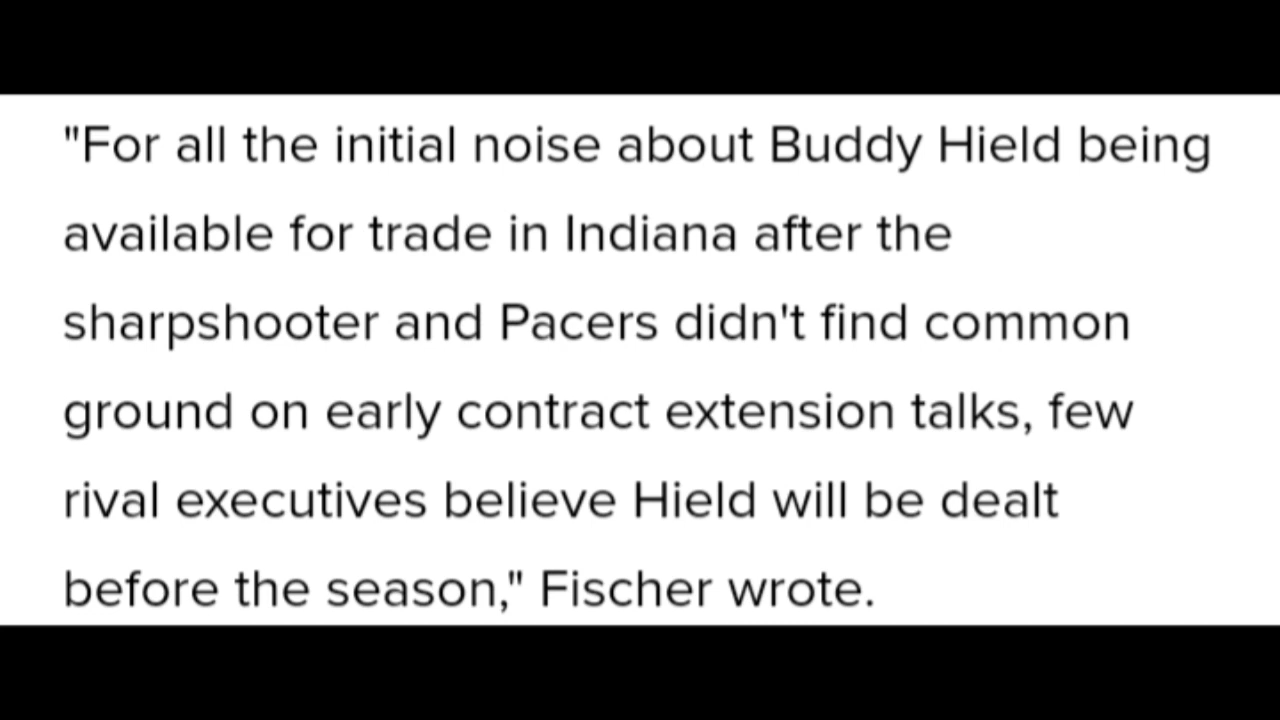 "For all the initial noise about Buddy Hield being
available for trade in Indiana after the
sharpshooter and Pacers didn't find common
ground on early contract extension talks, few
rival executives believe Hield will be dealt
before the season," Fischer wrote.